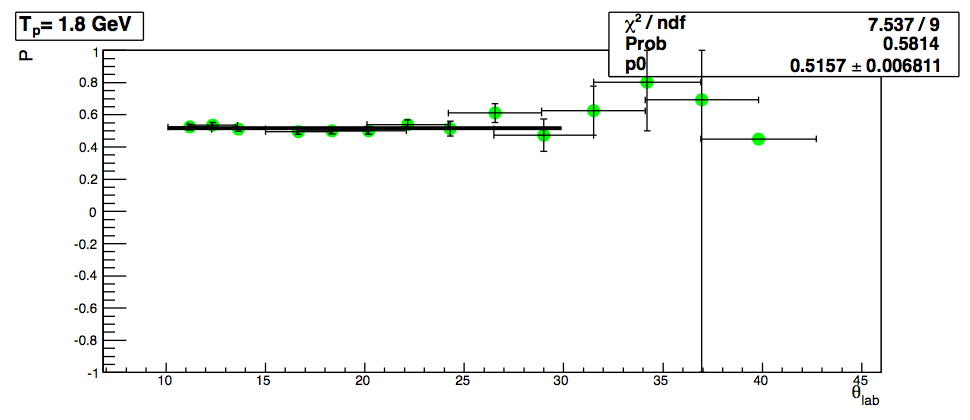 Tp= 1.8 GeV
χ2 / ndf 7.537 / 9
Prob 0.5814
p0 0.5157 ± 0.006811
P
1
0.8
0.6
0.4
0.2
0
-0.2
-0.4
-0.6
-0.8
-1
10 15 20 25 30 35 40 45
θlab